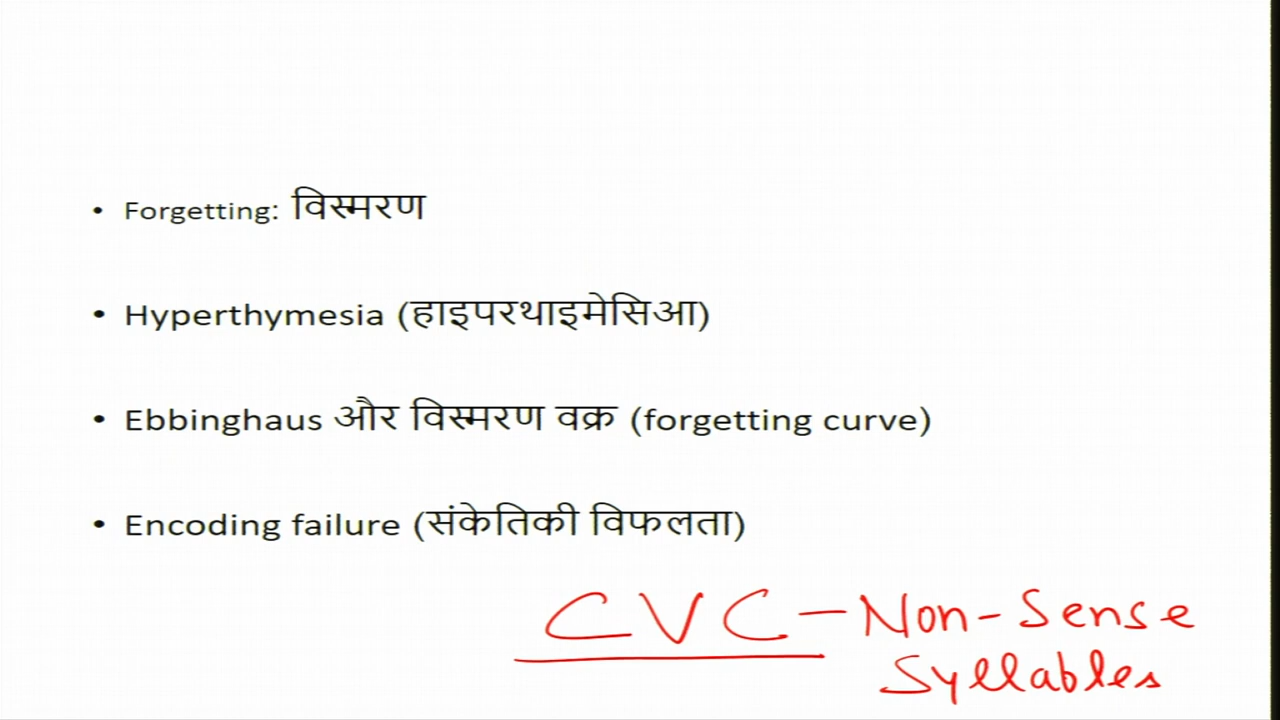 • Forgetting: विस्मरण
• Hyperthymesia (हाइपरथाइमेसिआ)
• Ebbinghaus और विस्मरण वक्र (forgetting curve)
• Encoding failure (संकेतिकी विफलता)
CVC - Non-Sense
Syllables